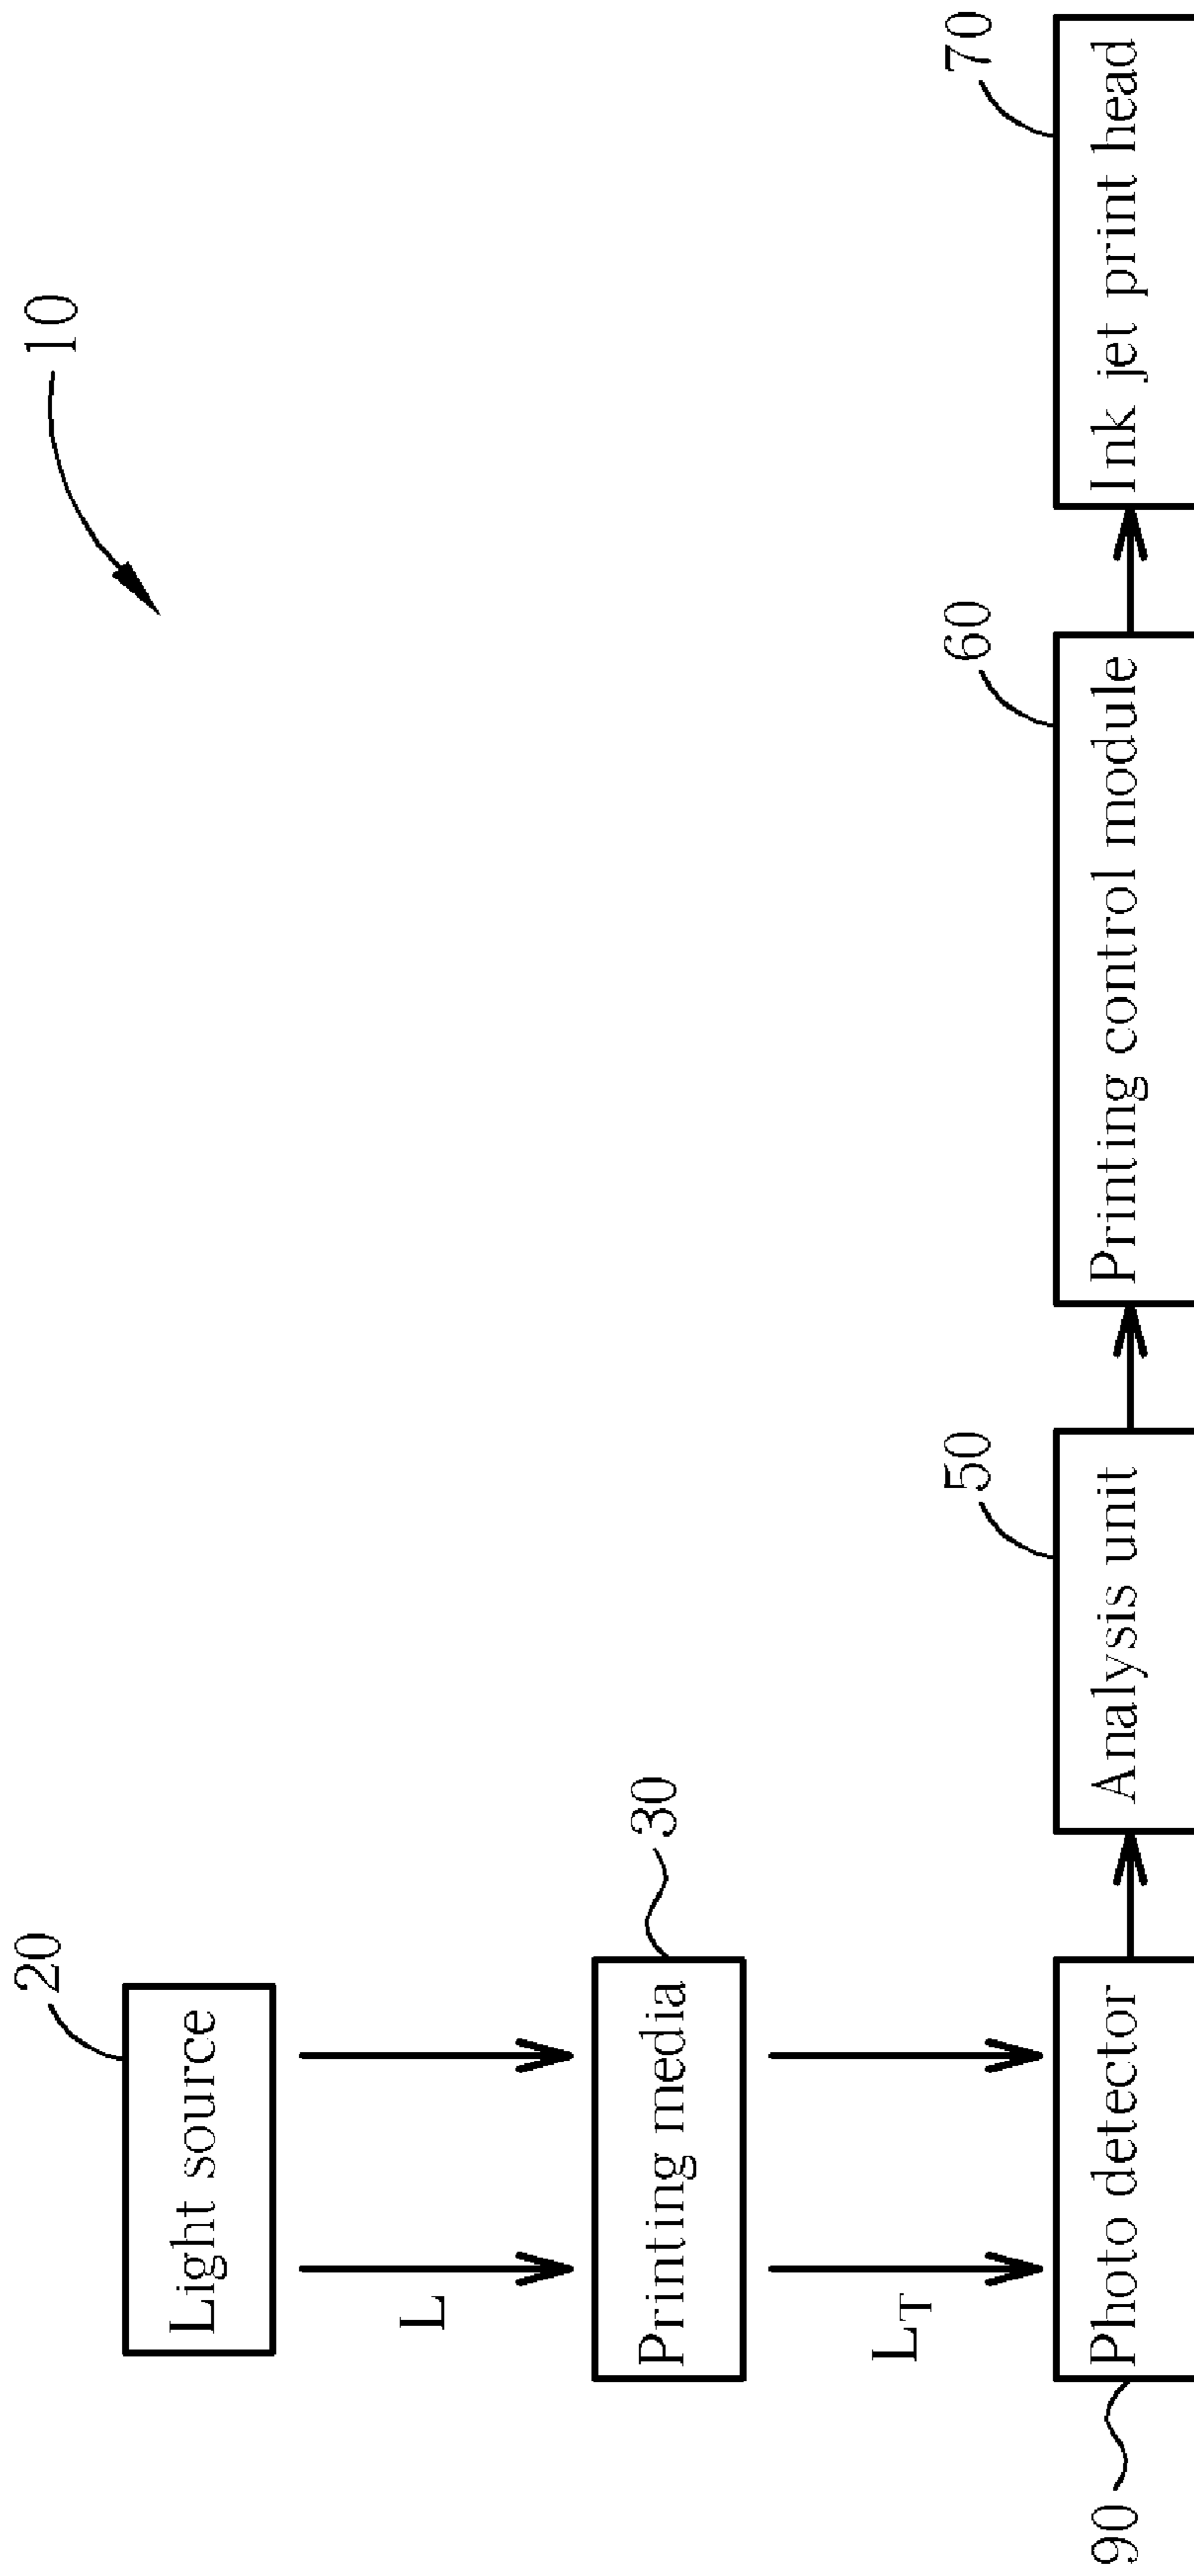 10
20
Light source
L
30
Printing media
L_T
90
Photo detector
50
Analysis unit
60
Printing control module
70
Ink jet print head